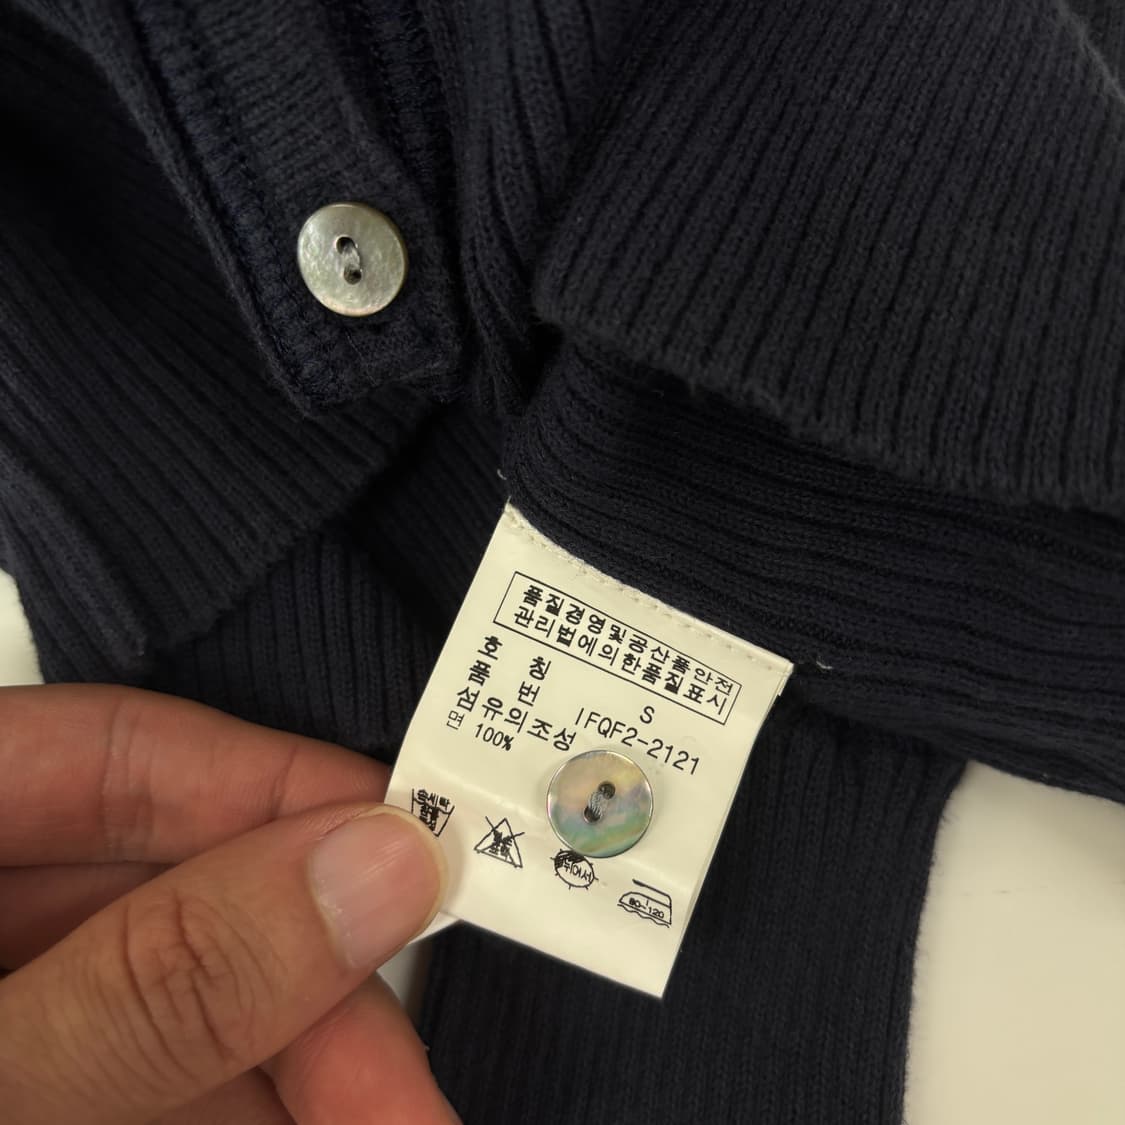 품질경영및공산품안전
관리법에의한품질표시
호 칭 S
품 번 IFQF2-2121
섬유의조성
면 100%
80-120